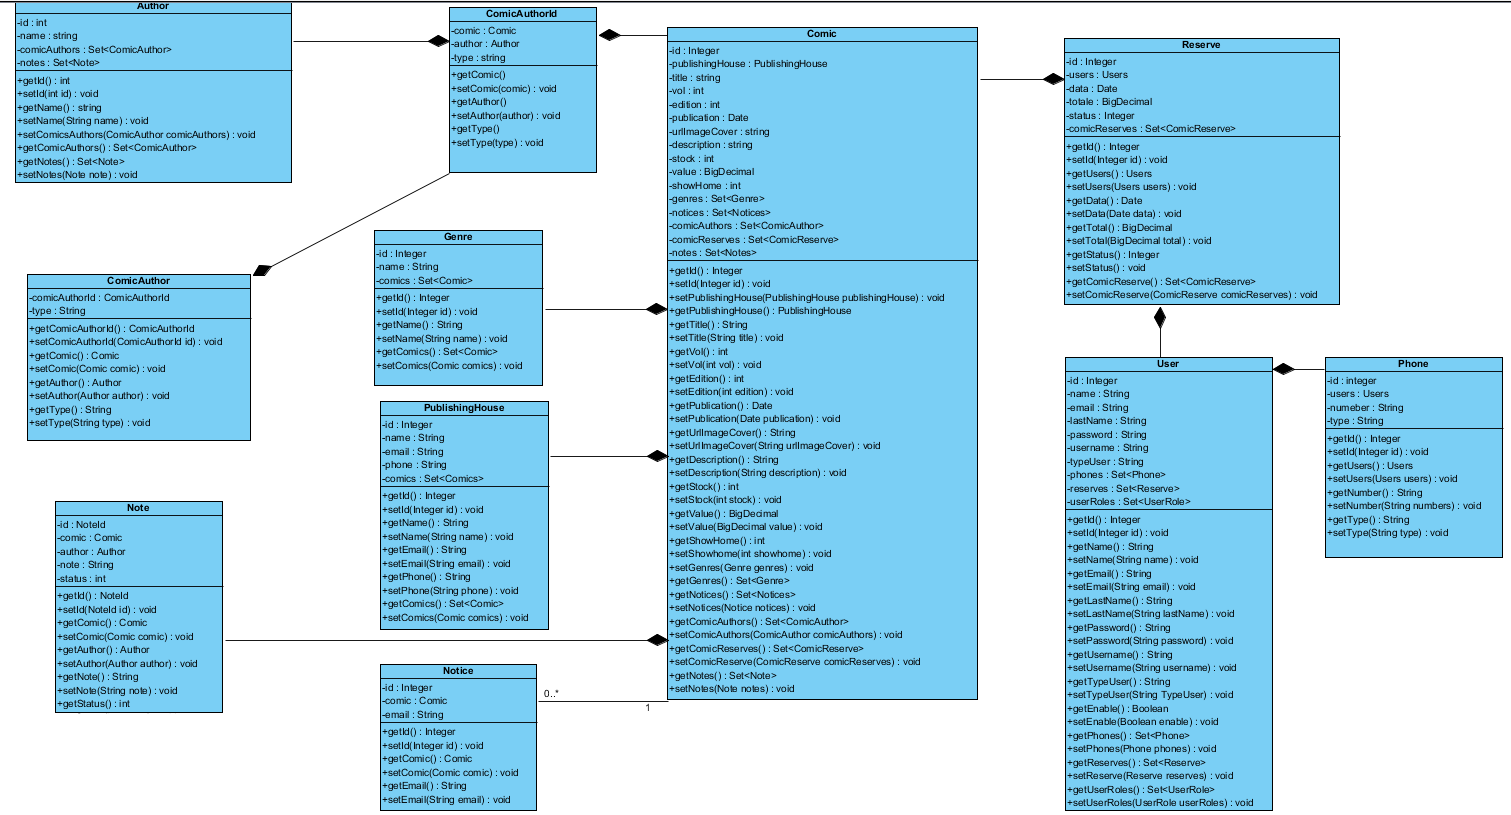 Author
-id : int
-name : string
-comicAuthors : Set<ComicAuthor>
-notes : Set<Note>
+getId() : int
+setId(int id) : void
+getName() : string
+setName(String name) : void
+setComicsAuthors(ComicAuthor comicAuthors) : void
+getComicAuthors() : Set<ComicAuthor>
+getNotes() : Set<Note>
+setNotes(Note note) : void
ComicAuthorId
-comic : Comic
-author : Author
-type : string
+getComic()
+setComic(comic) : void
+getAuthor()
+setAuthor(author) : void
+getType()
+setType(type) : void
Comic
-id : Integer
-publishingHouse : PublishingHouse
-title : string
-vol : int
-edition : int
-publication : Date
-urlImageCover : string
-description : string
-stock : int
-value : BigDecimal
-showHome : int
-genres : Set<Genre>
-notices : Set<Notices>
-comicAuthors : Set<ComicAuthor>
-comicReserves : Set<ComicReserve>
-notes : Set<Notes>
+getId() : Integer
+setId(Integer id) : void
+setPublishingHouse(PublishingHouse publishingHouse) : void
+getPublishingHouse() : PublishingHouse
+getTitle() : String
+setTitle(String title) : void
+getVol() : int
+setVol(int vol) : void
+getEdition() : int
+setEdition(int edition) : void
+getPublication() : Date
+setPublication(Date publication) : void
+getUrlImageCover() : String
+setUrlImageCover(String urlImageCover) : void
+getDescription() : String
+setDescription(String description) : void
+getStock() : int
+setStock(int stock) : void
+getValue() : BigDecimal
+setValue(BigDecimal value) : void
+getShowHome() : int
+setShowhome(int showhome) : void
+setGenres(Genre genres) : void
+getGenres() : Set<Genre>
+getNotices() : Set<Notices>
+setNotices(Notice notices) : void
+getComicAuthors() : Set<ComicAuthor>
+setComicAuthors(ComicAuthor comicAuthors) : void
+getComicReserves() : Set<ComicReserve>
+setComicReserve(ComicReserve comicReserves) : void
+getNotes() : Set<Note>
+setNotes(Note notes) : void
Reserve
-id : Integer
-users : Users
-data : Date
-totale : BigDecimal
-status : Integer
-comicReserves : Set<ComicReserve>
+getId() : Integer
+setId(Integer id) : void
+getUsers() : Users
+setUsers(Users users) : void
+getData() : Date
+setData(Date data) : void
+getTotal() : BigDecimal
+setTotal(BigDecimal total) : void
+getStatus() : Integer
+setStatus() : void
+getComicReserve() : Set<ComicReserve>
+setComicReserve(ComicReserve comicReserves) : void
Genre
-id : Integer
-name : String
-comics : Set<Comic>
+getId() : Integer
+setId(Integer id) : void
+getName() : String
+setName(String name) : void
+getComics() : Set<Comic>
+setComics(Comic comics) : void
ComicAuthor
-comicAuthorId : ComicAuthorId
-type : String
+getComicAuthorId() : ComicAuthorId
+setComicAuthorId(ComicAuthorId id) : void
+getComic() : Comic
+setComic(Comic comic) : void
+getAuthor() : Author
+setAuthor(Author author) : void
+getType() : String
+setType(String type) : void
PublishingHouse
-id : Integer
-name : String
-email : String
-phone : String
-comics : Set<Comics>
+getId() : Integer
+setId(Integer id) : void
+getName() : String
+setName(String name) : void
+getEmail() : String
+setEmail(String email) : void
+getPhone() : String
+setPhone(String phone) : void
+getComics() : Set<Comic>
+setComics(Comic comics) : void
User
-id : Integer
-name : String
-email : String
-lastName : String
-password : String
-username : String
-typeUser : String
-phones : Set<Phone>
-reserves : Set<Reserve>
-userRoles : Set<UserRole>
+getId() : Integer
+setId(Integer id) : void
+getName() : String
+setName(String name) : void
+getEmail() : String
+setEmail(String email) : void
+getLastName() : String
+setLastName(String lastName) : void
+getPassword() : String
+setPassword(String password) : void
+getUsername() : String
+setUsername(String username) : void
+getTypeUser() : String
+setTypeUser(String TypeUser) : void
+getEnable() : Boolean
+setEnable(Boolean enable) : void
+getPhones() : Set<Phone>
+setPhones(Phone phones) : void
+getReserves() : Set<Reserve>
+setReserve(Reserve reserves) : void
+getUserRoles() : Set<UserRole>
+setUserRoles(UserRole userRoles) : void
Phone
-id : integer
-users : Users
-numeber : String
-type : String
+getId() : Integer
+setId(Integer id) : void
+getUsers() : Users
+setUsers(Users users) : void
+getNumber() : String
+setNumber(String numbers) : void
+getType() : String
+setType(String type) : void
Note
-id : NoteId
-comic : Comic
-author : Author
-note : String
-status : int
+getId() : NoteId
+setId(NoteId id) : void
+getComic() : Comic
+setComic(Comic comic) : void
+getAuthor() : Author
+setAuthor(Author author) : void
+getNote() : String
+setNote(String note) : void
+getStatus() : int
Notice
-id : Integer
-comic : Comic
-email : String
+getId() : Integer
+setId(Integer id) : void
+getComic() : Comic
+setComic(Comic comic) : void
+getEmail() : String
+setEmail(String email) : void
0..*
1